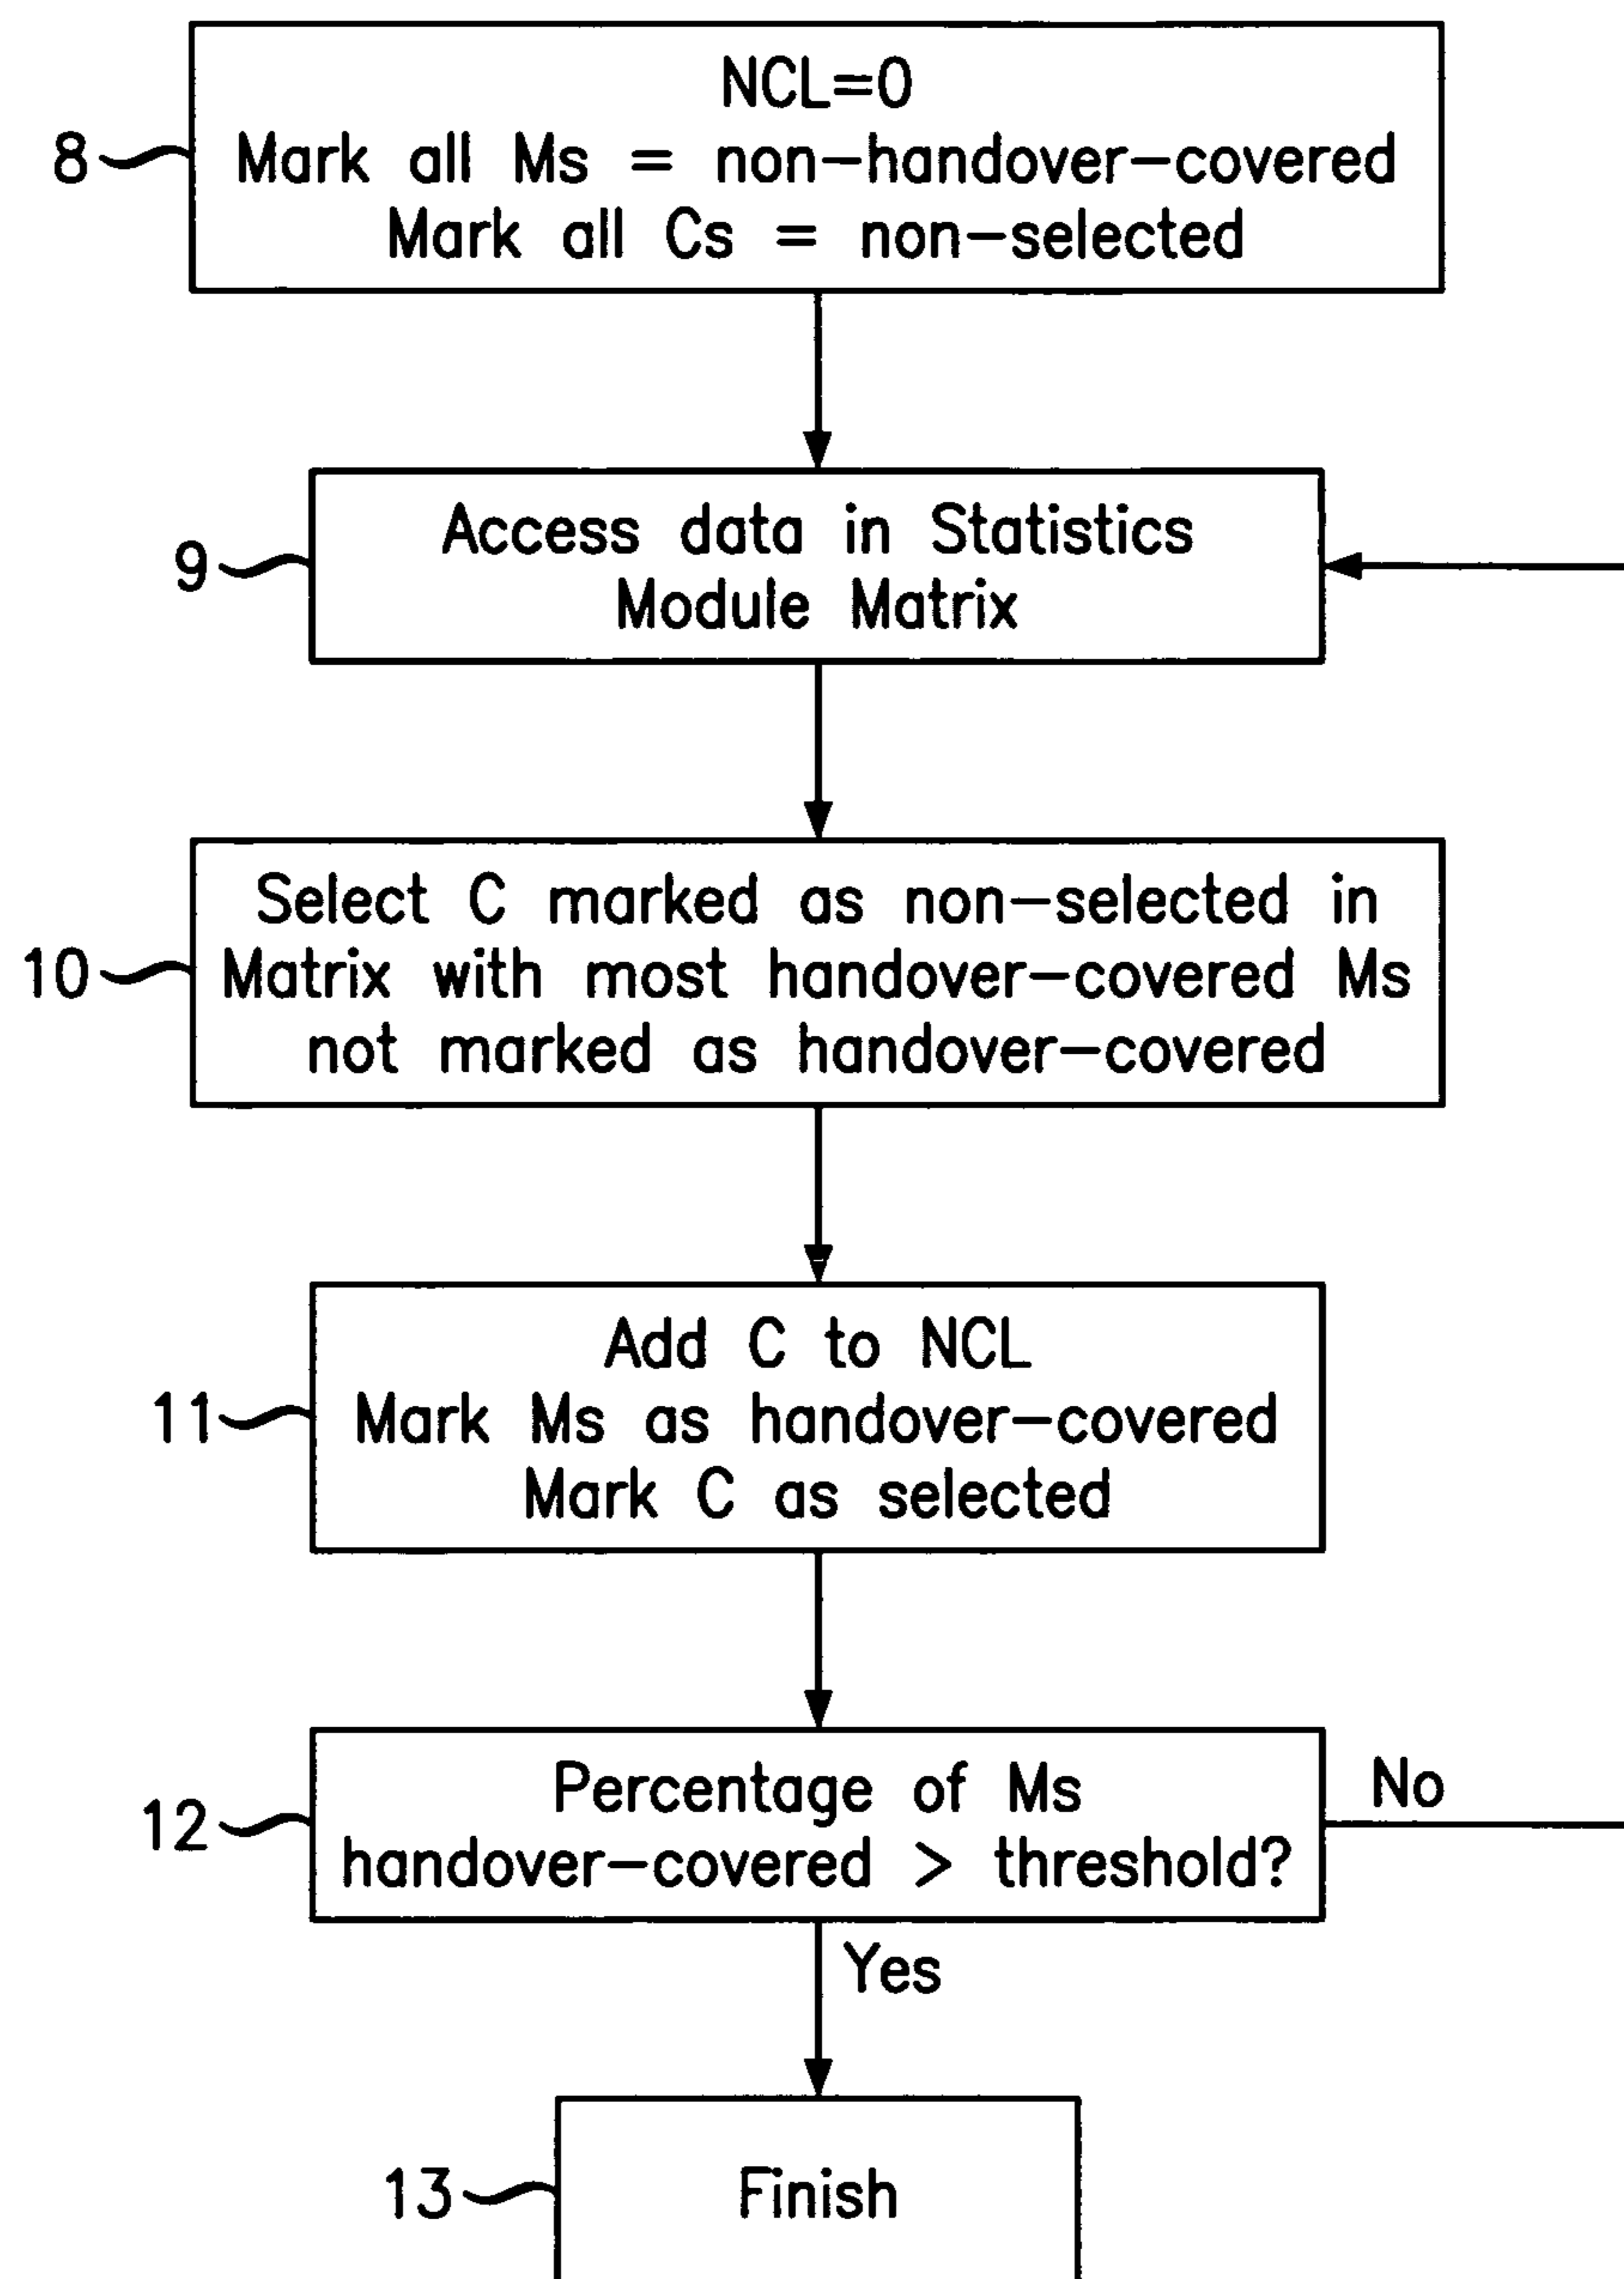 NCL=0
8
Mark all Ms = non-handover-covered
Mark all Cs = non-selected
Access data in Statistics
9
Module Matrix
Select C marked as non-selected in
10
Matrix with most handover-covered Ms
not marked as handover-covered
Add C to NCL
11
Mark Ms as handover-covered
Mark C as selected
Percentage of Ms
No
12
handover-covered > threshold?
Yes
13
Finish